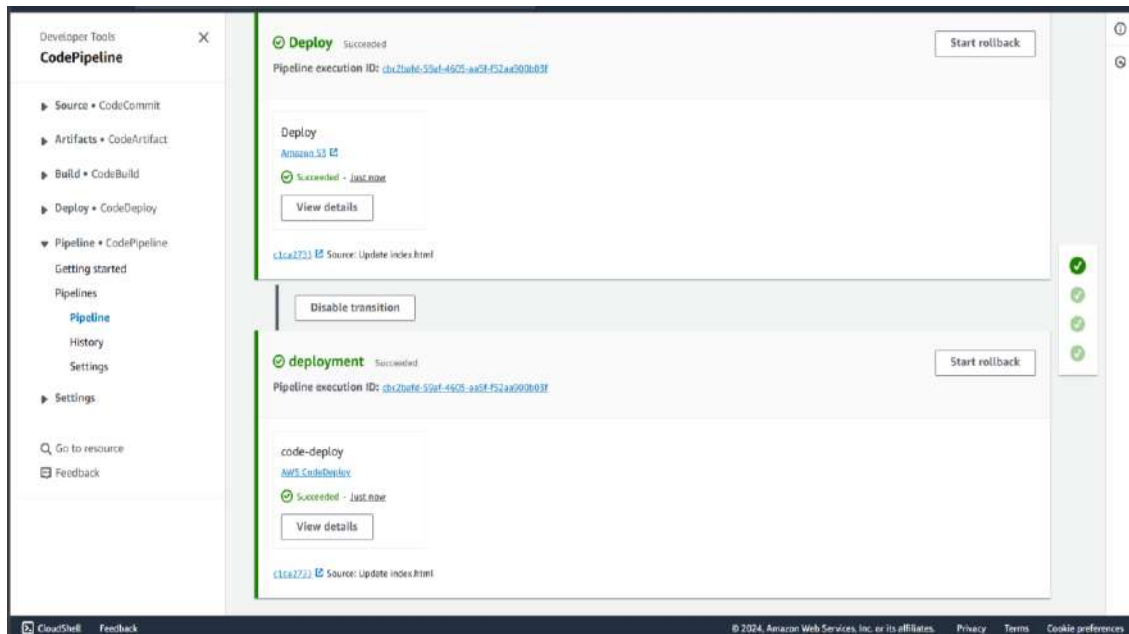 Developer Tools
CodePipeline
Source • CodeCommit
Artifacts • CodeArtifact
Build • CodeBuild
Deploy • CodeDeploy
Pipeline • CodePipeline
Getting started
Pipelines
Pipeline
History
Settings
Settings
Go to resource
Feedback
Deploy Succeeded
Start rollback
Pipeline execution ID:
Deploy
Amazon S3
Succeeded - Just now
View details
c1ca2733 Source: Update index.html
Disable transition
deployment Succeeded
Start rollback
Pipeline execution ID:
code-deploy
AWS CodeDeploy
Succeeded - Just now
View details
c1ca2733 Source: Update index.html
CloudShell Feedback © 2024, Amazon Web Services, Inc. or its affiliates. Privacy Terms Cookie preferences